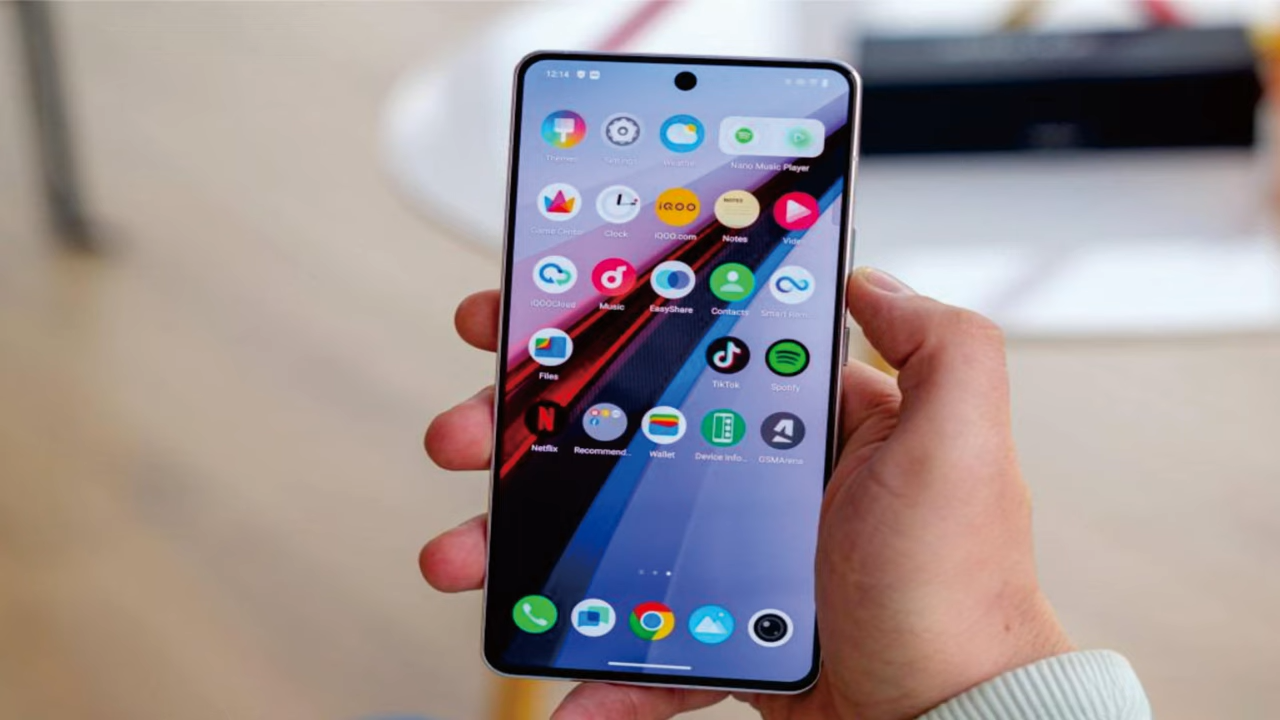 12:14
Themes
Settings
Weather
Nano Music Player
Game Center
Clock
iQOO
iQOO.com
NOTES
Notes
Video
iQOOCloud
Music
EasyShare
Contacts
Files
TikTok
Spotify
N
Netflix
Recommend..
Wallet
Device info..
GSMArena